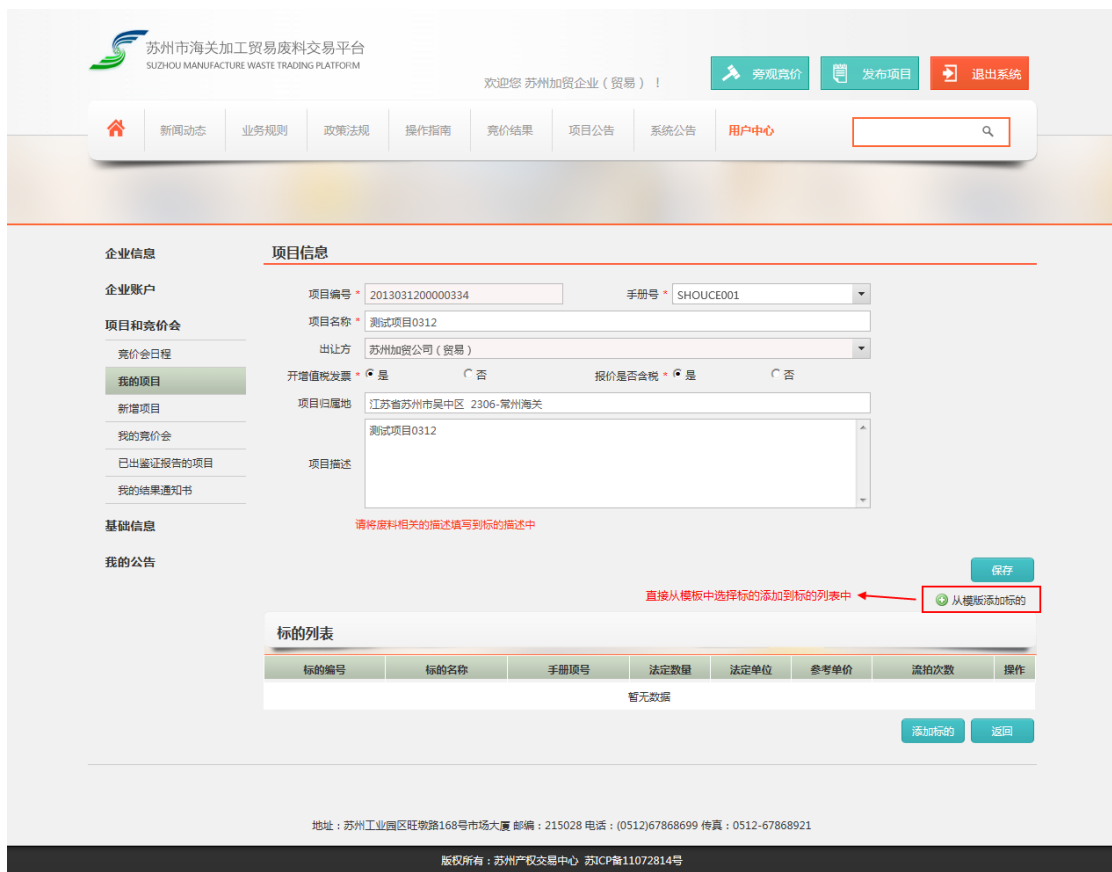 苏州市海关加工贸易废料交易平台
SUZHOU MANUFACTURE WASTE TRADING PLATFORM
欢迎您 苏州加贸企业（贸易）！
旁观竞价 发布项目 退出系统
新闻动态 业务规则 政策法规 操作指南 竞价结果 项目公告 系统公告 用户中心
企业信息
企业账户
项目和竞价会
竞价会日程
我的项目
新增项目
我的竞价会
已出鉴证报告的项目
我的结果通知书
基础信息
我的公告
项目信息
项目编号 * 2013031200000334 手册号 * SHOUCE001
项目名称 * 测试项目0312
出让方 苏州加贸公司（贸易）
开增值税发票 * 是 否 报价是否含税 * 是 否
项目归属地 江苏省苏州市吴中区 2306-常州海关
项目描述 测试项目0312
请将废料相关的描述填写到标的描述中
保存
直接从模板中选择标的添加到标的列表中 从模版添加标的
标的列表
标的编号 标的名称 手册项号 法定数量 法定单位 参考单价 流拍次数 操作
暂无数据
添加标的 返回
地址：苏州工业园区旺墩路168号市场大厦 邮编：215028 电话：(0512)67868699 传真：0512-67868921
版权所有：苏州产权交易中心 苏ICP备11072814号